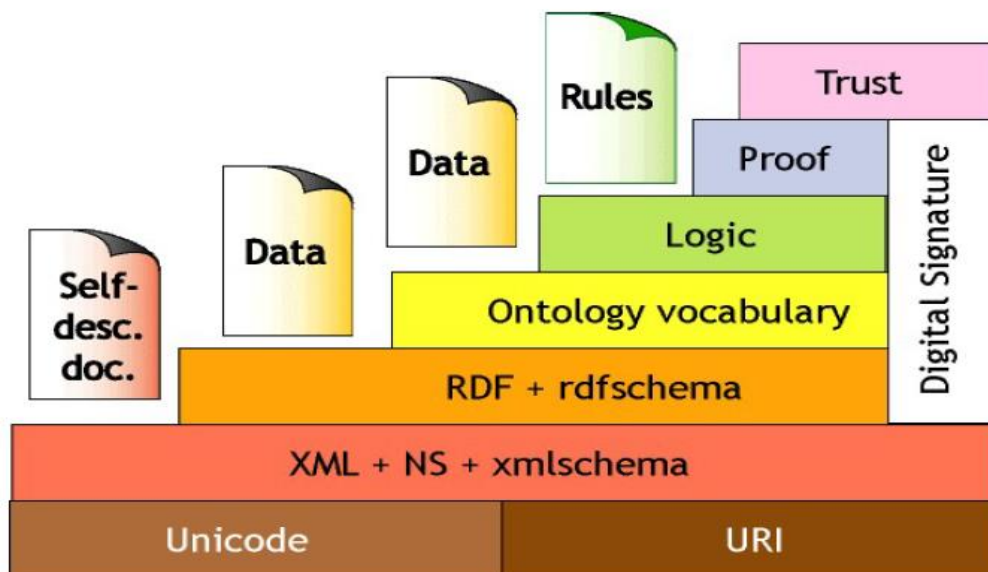 Rules
Trust
Data
Proof
Data
Logic
Self-
desc.
doc.
Ontology vocabulary
Digital Signature
RDF + rdfschema
XML + NS + xmlschema
Unicode
URI